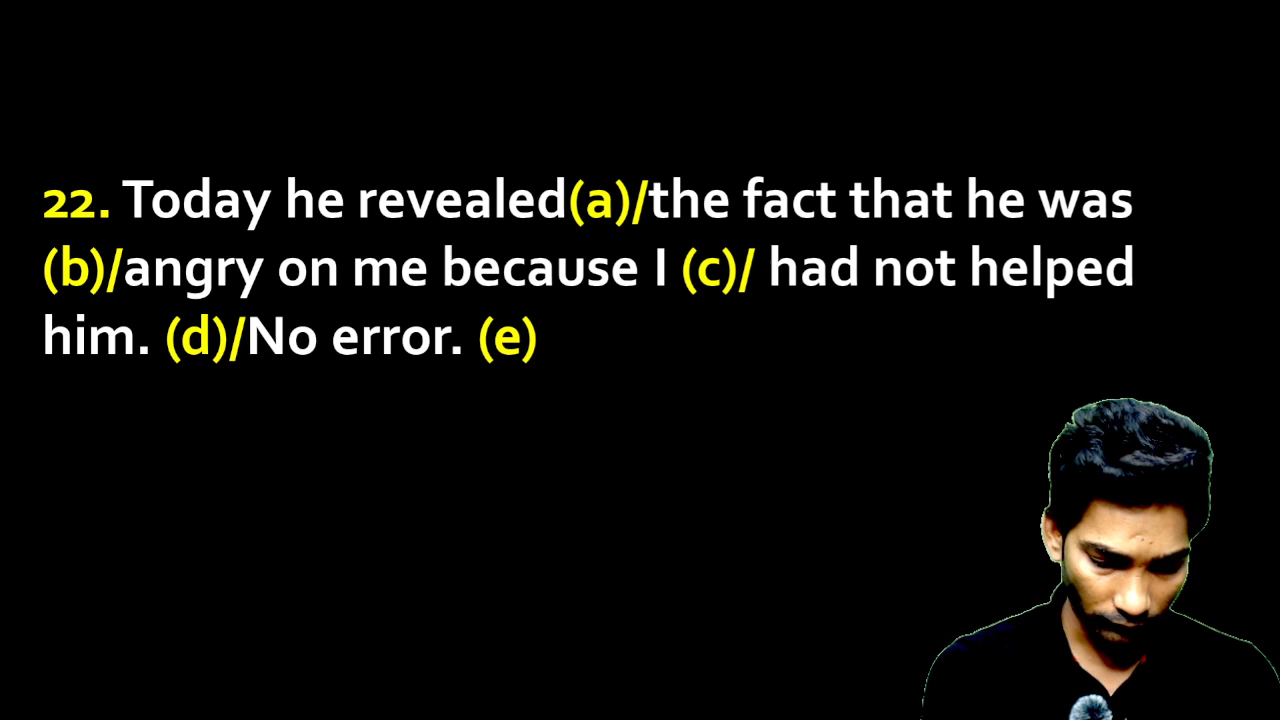 22. Today he revealed(a)/the fact that he was
(b)/angry on me because I (c)/ had not helped
him. (d)/No error. (e)